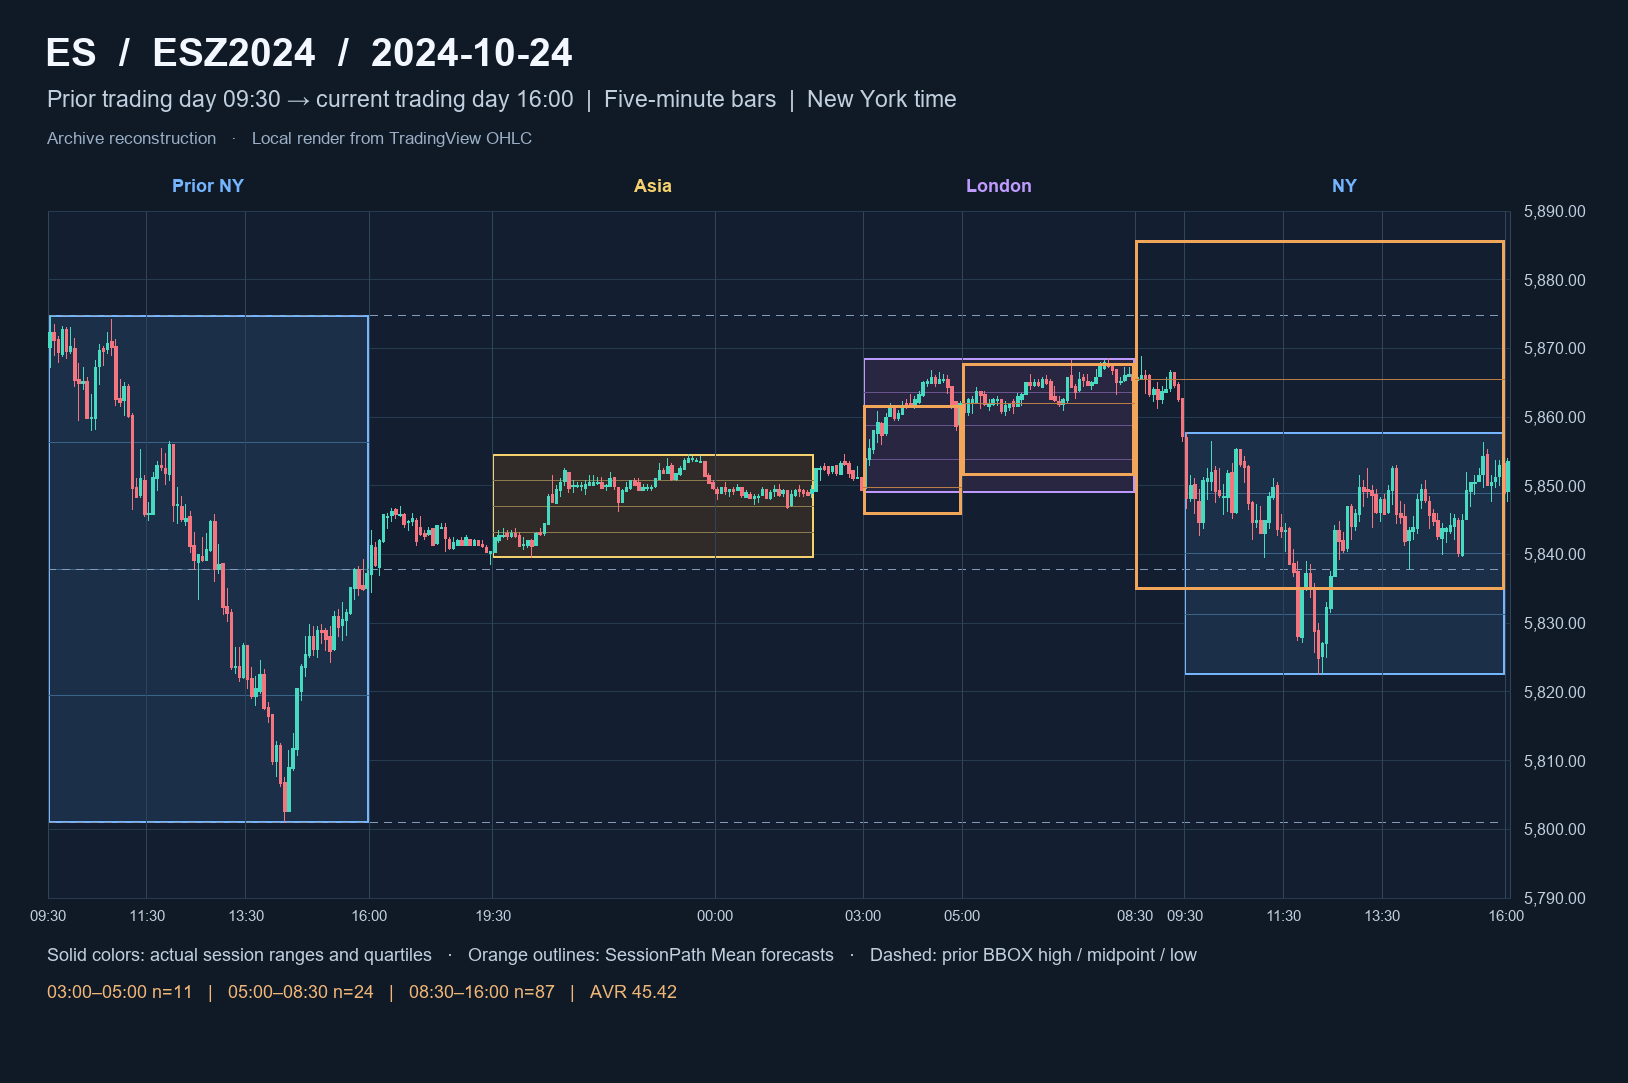 ES / ESZ2024 / 2024-10-24
Prior trading day 09:30 → current trading day 16:00 | Five-minute bars | New York time
Archive reconstruction · Local render from TradingView OHLC
Prior NY Asia London NY
5,890.00
5,880.00
5,870.00
5,860.00
5,850.00
5,840.00
5,830.00
5,820.00
5,810.00
5,800.00
5,790.00
09:30 11:30 13:30 16:00 19:30 00:00 03:00 05:00 08:30 09:30 11:30 13:30 16:00
Solid colors: actual session ranges and quartiles · Orange outlines: SessionPath Mean forecasts · Dashed: prior BBOX high / midpoint / low
03:00–05:00 n=11 | 05:00–08:30 n=24 | 08:30–16:00 n=87 | AVR 45.42